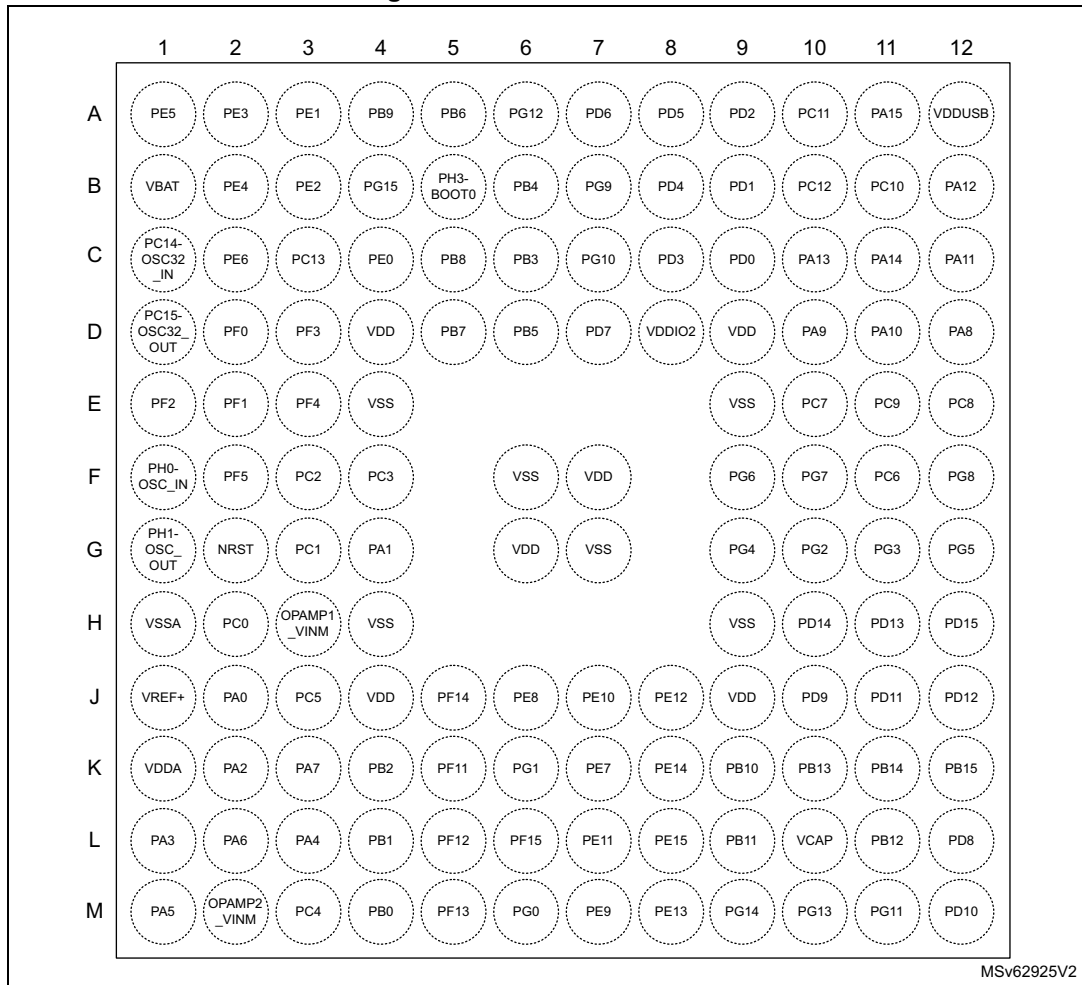 1 2 3 4 5 6 7 8 9 10 11 12
A PE5 PE3 PE1 PB9 PB6 PG12 PD6 PD5 PD2 PC11 PA15 VDDUSB
B VBAT PE4 PE2 PG15 PH3-BOOT0 PB4 PG9 PD4 PD1 PC12 PC10 PA12
C PC14-OSC32_IN PE6 PC13 PE0 PB8 PB3 PG10 PD3 PD0 PA13 PA14 PA11
D PC15-OSC32_OUT PF0 PF3 VDD PB7 PB5 PD7 VDDIO2 VDD PA9 PA10 PA8
E PF2 PF1 PF4 VSS VSS PC7 PC9 PC8
F PH0-OSC_IN PF5 PC2 PC3 VSS VDD PG6 PG7 PC6 PG8
G PH1-OSC_OUT NRST PC1 PA1 VDD VSS PG4 PG2 PG3 PG5
H VSSA PC0 OPAMP1_VINM VSS VSS PD14 PD13 PD15
J VREF+ PA0 PC5 VDD PF14 PE8 PE10 PE12 VDD PD9 PD11 PD12
K VDDA PA2 PA7 PB2 PF11 PG1 PE7 PE14 PB10 PB13 PB14 PB15
L PA3 PA6 PA4 PB1 PF12 PF15 PE11 PE15 PB11 VCAP PB12 PD8
M PA5 OPAMP2_VINM PC4 PB0 PF13 PG0 PE9 PE13 PG14 PG13 PG11 PD10
MSv62925V2